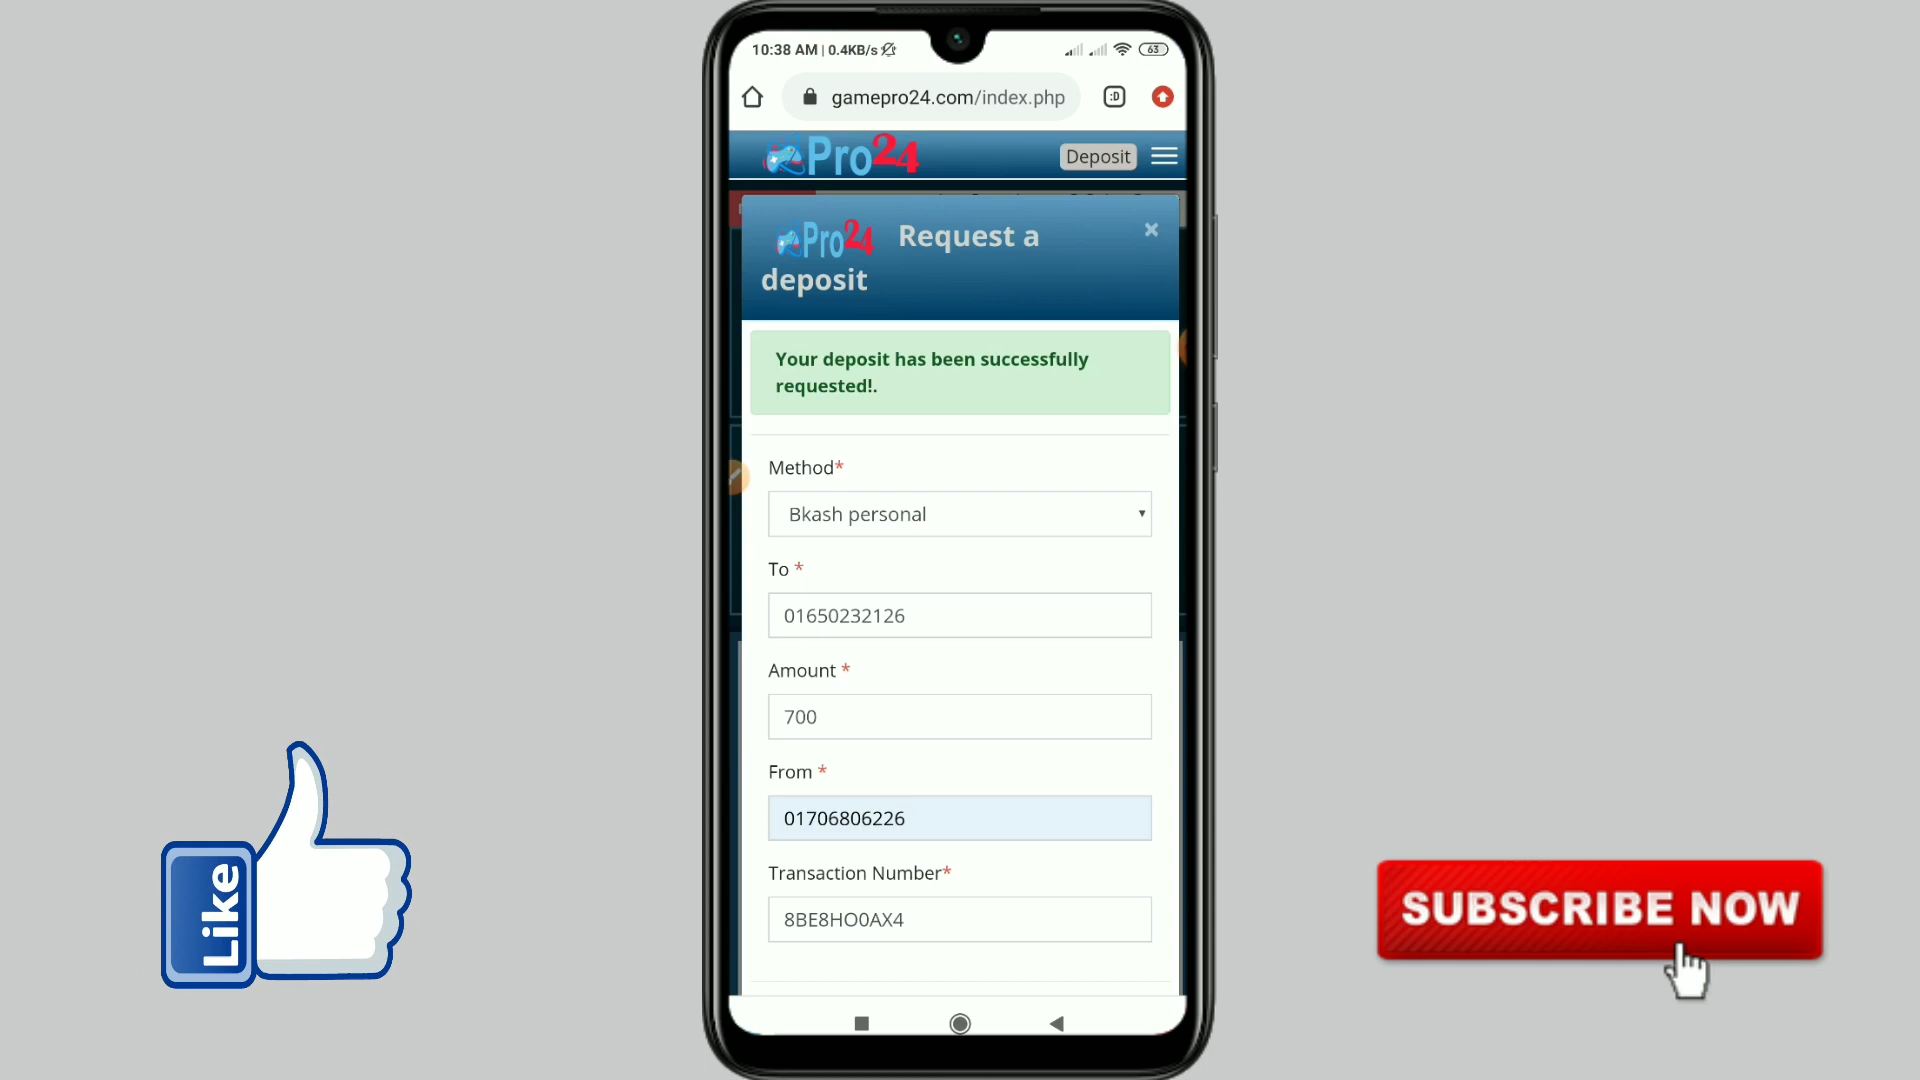 10:38 AM | 0.4KB/s
63
gamepro24.com/index.php
:D
Pro24
Deposit
Pro24 Request a
deposit
×
Your deposit has been successfully
requested!.
Method*
Bkash personal
To *
01650232126
Amount *
700
From *
01706806226
Transaction Number*
8BE8HO0AX4
Like
SUBSCRIBE NOW